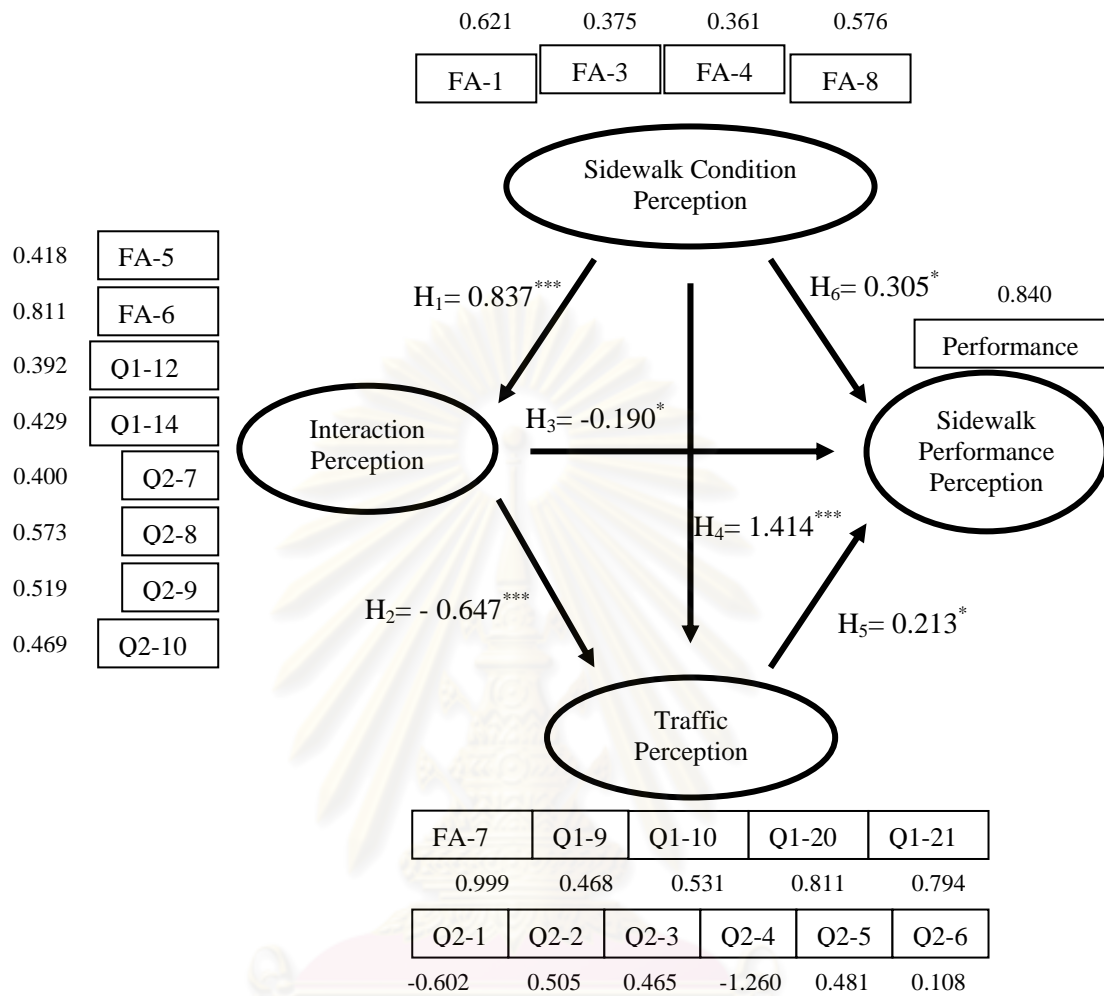 0.621 0.375 0.361 0.576
FA-1 FA-3 FA-4 FA-8
Sidewalk Condition
Perception
0.418 FA-5
0.811 FA-6
0.392 Q1-12
0.429 Q1-14
0.400 Q2-7
0.573 Q2-8
0.519 Q2-9
0.469 Q2-10
H1= 0.837***
H6= 0.305*
0.840
Performance
Interaction
Perception
H3= -0.190*
Sidewalk
Performance
Perception
H4= 1.414***
H2= - 0.647***
H5= 0.213*
Traffic
Perception
FA-7 Q1-9 Q1-10 Q1-20 Q1-21
0.999 0.468 0.531 0.811 0.794
Q2-1 Q2-2 Q2-3 Q2-4 Q2-5 Q2-6
-0.602 0.505 0.465 -1.260 0.481 0.108